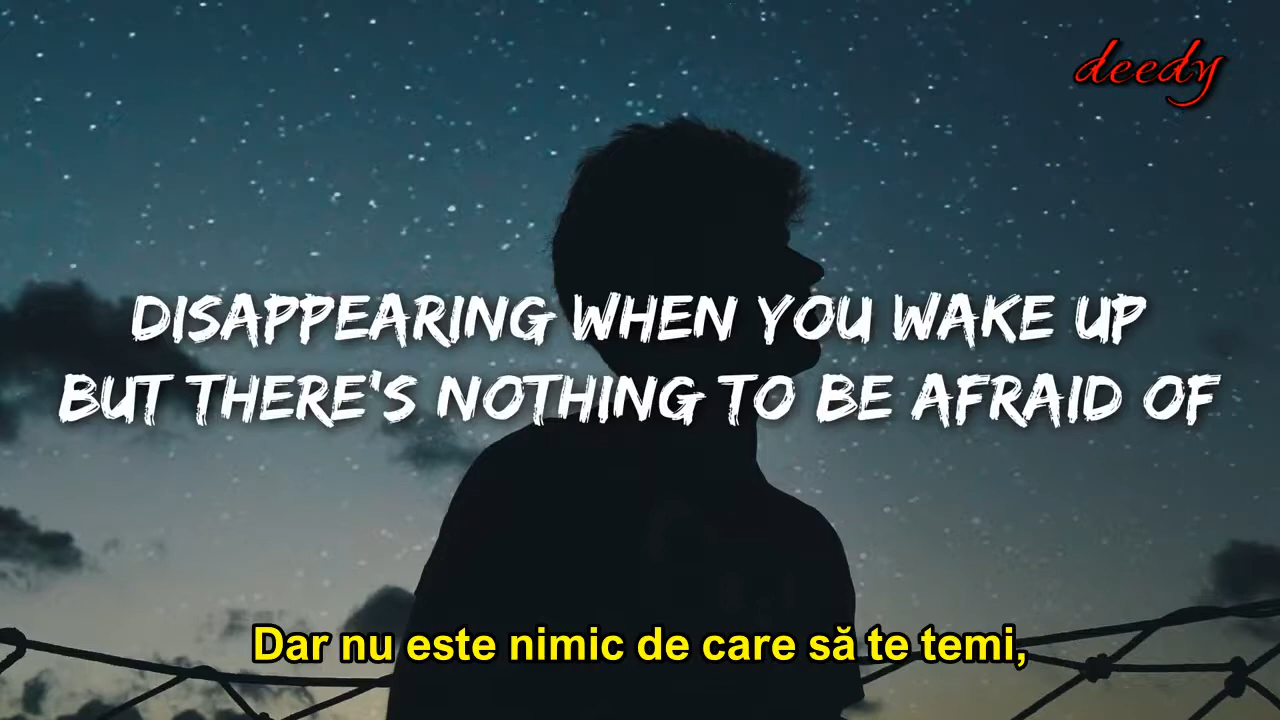 deedy
DISAPPEARING WHEN YOU WAKE UP
BUT THERE'S NOTHING TO BE AFRAID OF
Dar nu este nimic de care să te temi,